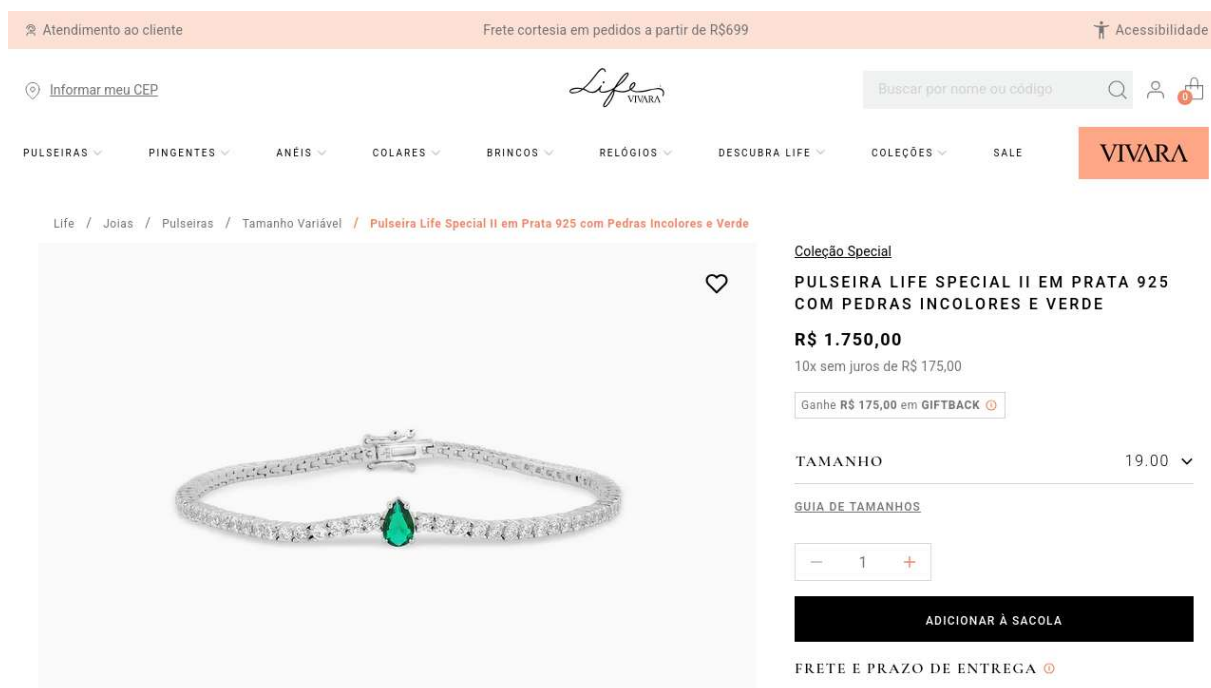 Atendimento ao cliente
Frete cortesia em pedidos a partir de R$699
Acessibilidade
Informar meu CEP
Life
VIVARA
Buscar por nome ou código
0
PULSEIRAS
PINGENTES
ANÉIS
COLARES
BRINCOS
RELÓGIOS
DESCUBRA LIFE
COLEÇÕES
SALE
VIVARA
Life / Joias / Pulseiras / Tamanho Variável / Pulseira Life Special II em Prata 925 com Pedras Incolores e Verde
Coleção Special
PULSEIRA LIFE SPECIAL II EM PRATA 925
COM PEDRAS INCOLORES E VERDE
R$ 1.750,00
10x sem juros de R$ 175,00
Ganhe R$ 175,00 em GIFTBACK
TAMANHO
19.00
GUIA DE TAMANHOS
− 1 +
ADICIONAR À SACOLA
FRETE E PRAZO DE ENTREGA